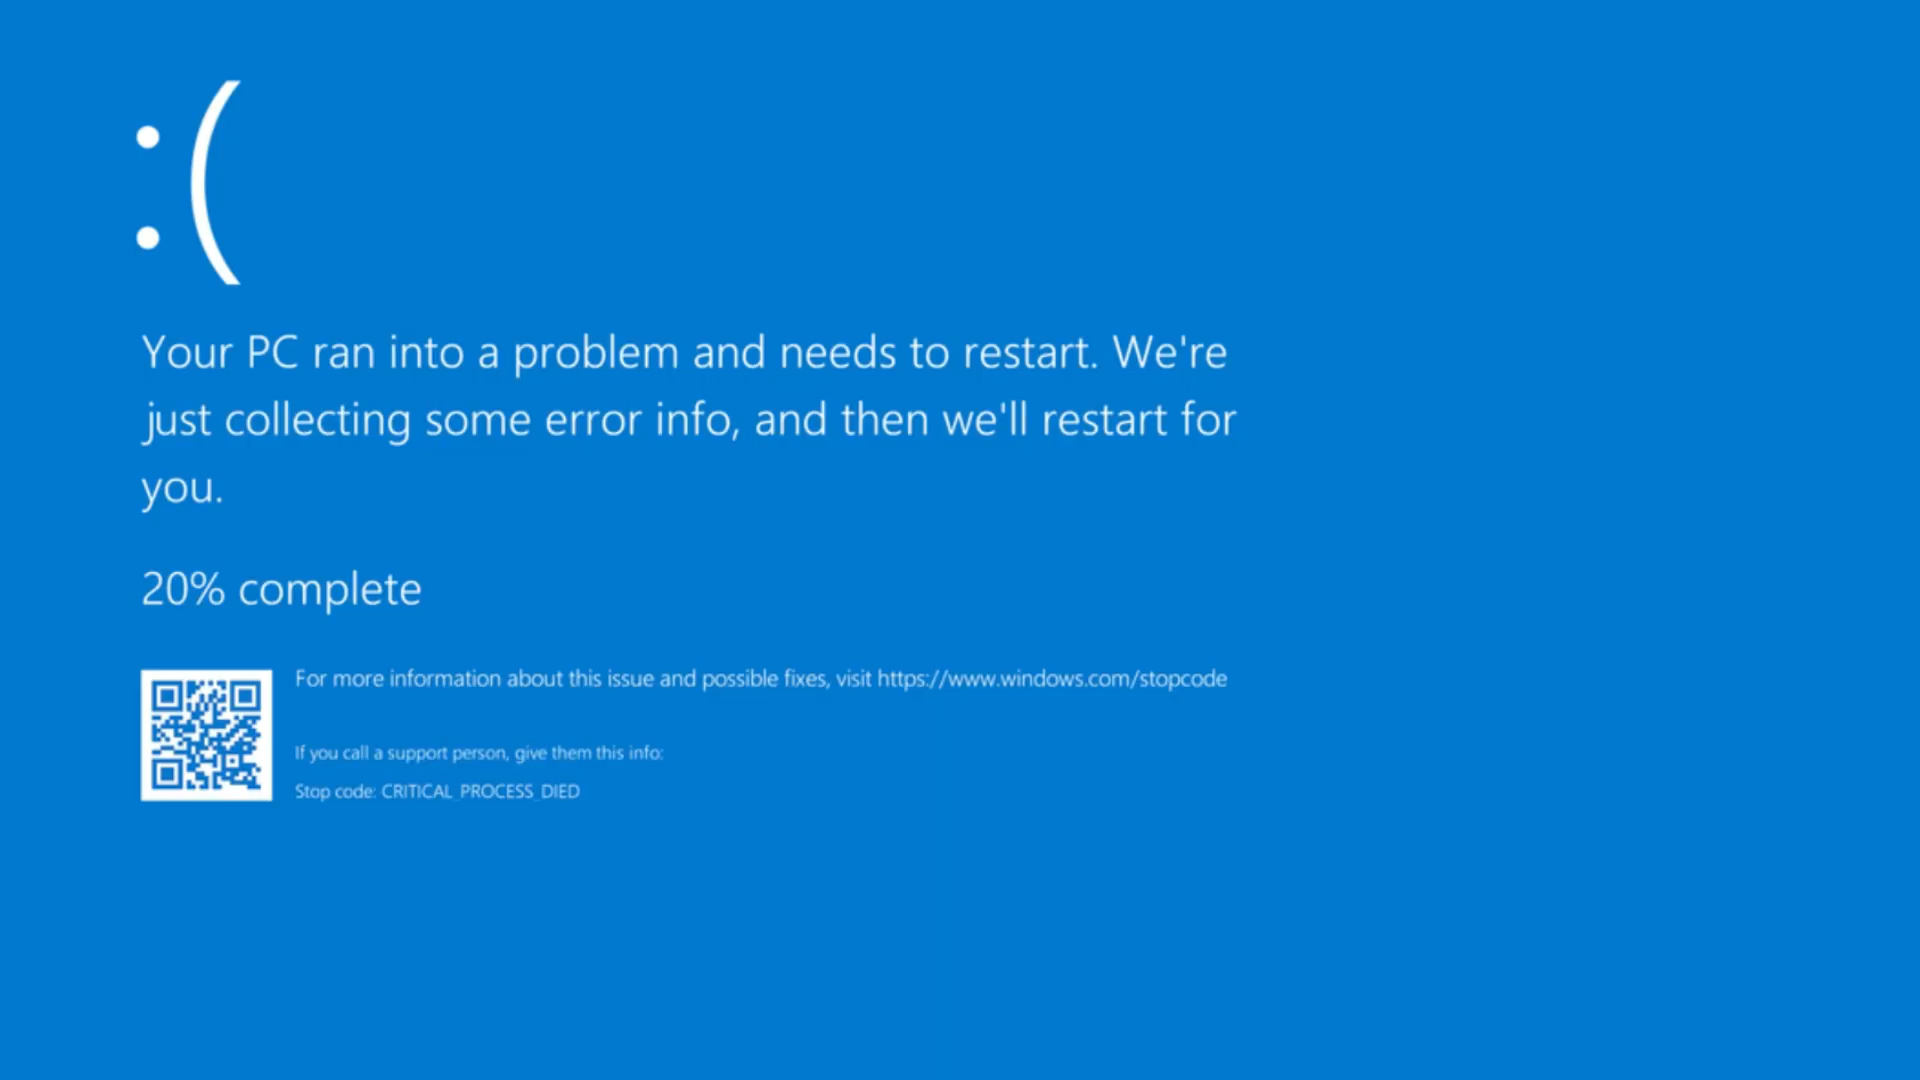 :(
Your PC ran into a problem and needs to restart. We're
just collecting some error info, and then we'll restart for
you.
20% complete
For more information about this issue and possible fixes, visit https://www.windows.com/stopcode
If you call a support person, give them this info:
Stop code: CRITICAL_PROCESS_DIED